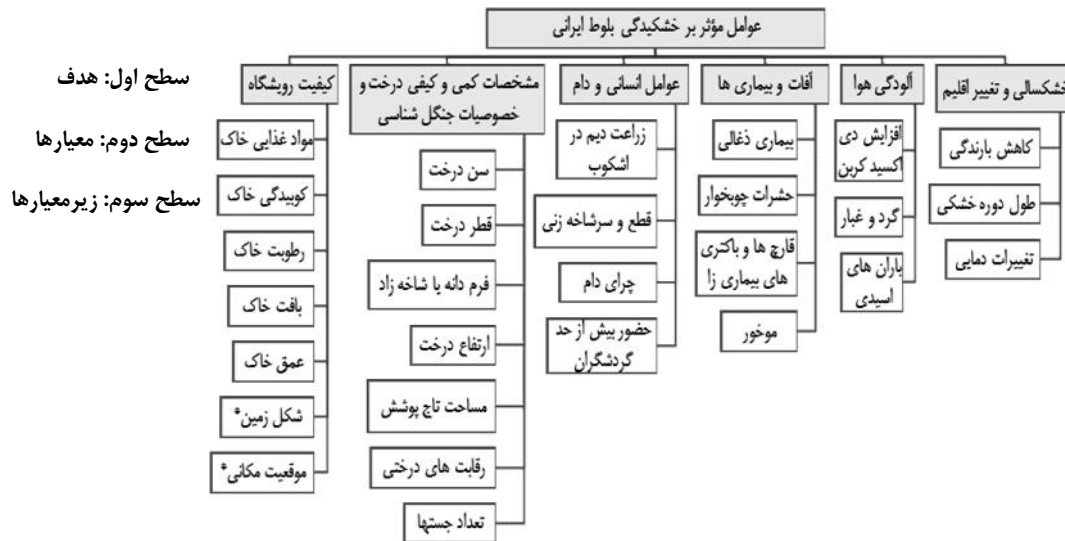 عوامل مؤثر بر خشکیدگی بلوط ایرانی
سطح اول: هدف
سطح دوم: معیارها
سطح سوم: زیرمعیارها
خشکسالی و تغییر اقلیم
کاهش بارندگی
طول دوره خشکی
تغییرات دمایی
آلودگی هوا
افزایش دی
اکسید کربن
گرد و غبار
باران های
اسیدی
آفات و بیماری ها
بیماری ذغالی
حشرات چوبخوار
قارچ ها و باکتری
های بیماری زا
موخور
عوامل انسانی و دام
زراعت دیم در
اشکوب
قطع و سرشاخه زنی
چرای دام
حضور بیش از حد
گردشگران
مشخصات کمی و کیفی درخت و
خصوصیات جنگل شناسی
سن درخت
قطر درخت
فرم دانه یا شاخه زاد
ارتفاع درخت
مساحت تاج پوشش
رقابت های درختی
تعداد جستها
کیفیت رویشگاه
مواد غذایی خاک
کوبیدگی خاک
رطوبت خاک
بافت خاک
عمق خاک
شکل زمین*
موقعیت مکانی*